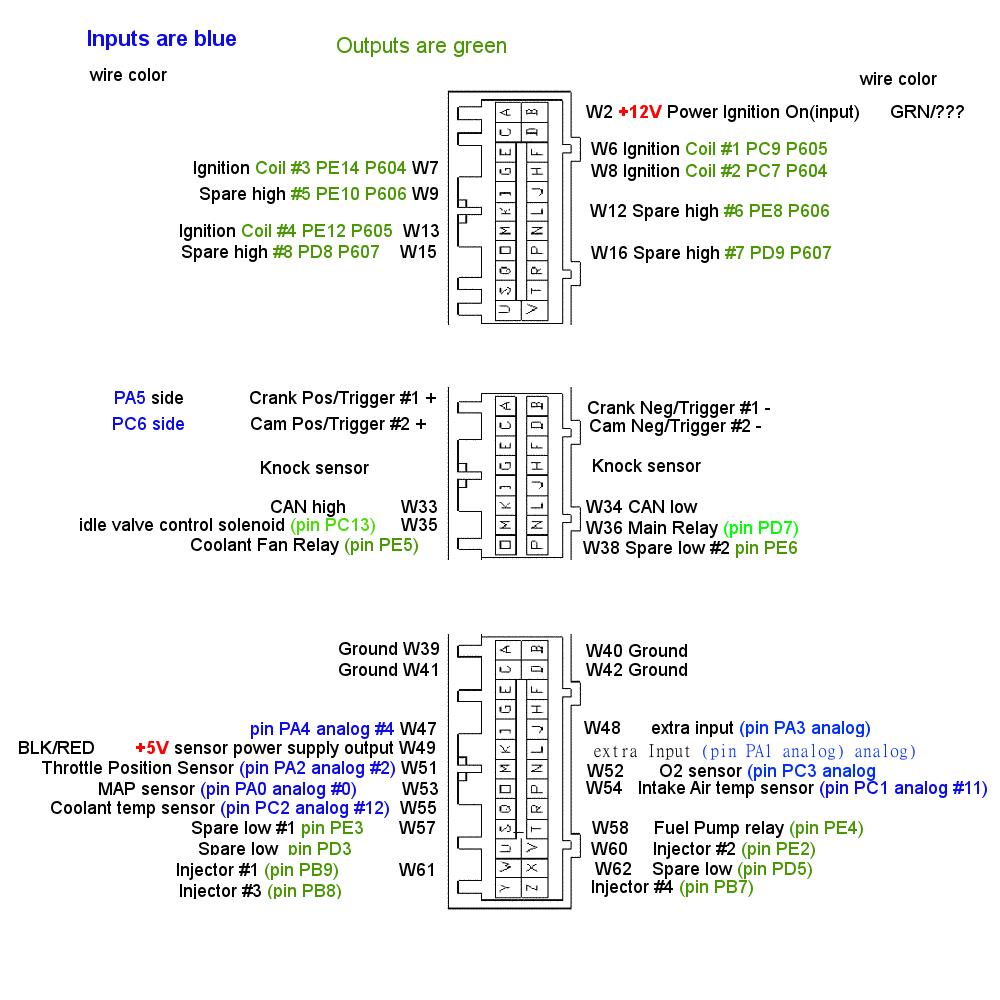 Inputs are blue
Outputs are green
wire color
wire color
A B
C D
E F
G H
I J
K L
M N
O P
Q R
S T
U V
W2 +12V Power Ignition On(input) GRN/???
W6 Ignition Coil #1 PC9 P605
Ignition Coil #3 PE14 P604 W7
W8 Ignition Coil #2 PC7 P604
Spare high #5 PE10 P606 W9
W12 Spare high #6 PE8 P606
Ignition Coil #4 PE12 P605 W13
Spare high #8 PD8 P607 W15
W16 Spare high #7 PD9 P607
A B
C D
E F
G H
I J
K L
M N
O P
PA5 side Crank Pos/Trigger #1 +
Crank Neg/Trigger #1 -
PC6 side Cam Pos/Trigger #2 +
Cam Neg/Trigger #2 -
Knock sensor
Knock sensor
CAN high W33
W34 CAN low
idle valve control solenoid (pin PC13) W35
W36 Main Relay (pin PD7)
Coolant Fan Relay (pin PE5)
W38 Spare low #2 pin PE6
A B
C D
E F
G H
I J
K L
M N
O P
Q R
S T
U V
W X
Y Z
Ground W39
W40 Ground
Ground W41
W42 Ground
pin PA4 analog #4 W47
W48 extra input (pin PA3 analog)
BLK/RED +5V sensor power supply output W49
extra Input (pin PA1 analog) analog)
Throttle Position Sensor (pin PA2 analog #2) W51
W52 O2 sensor (pin PC3 analog
MAP sensor (pin PA0 analog #0) W53
W54 Intake Air temp sensor (pin PC1 analog #11)
Coolant temp sensor (pin PC2 analog #12) W55
Spare low #1 pin PE3 W57
W58 Fuel Pump relay (pin PE4)
Spare low pin PD3
W60 Injector #2 (pin PE2)
Injector #1 (pin PB9) W61
W62 Spare low (pin PD5)
Injector #3 (pin PB8)
Injector #4 (pin PB7)